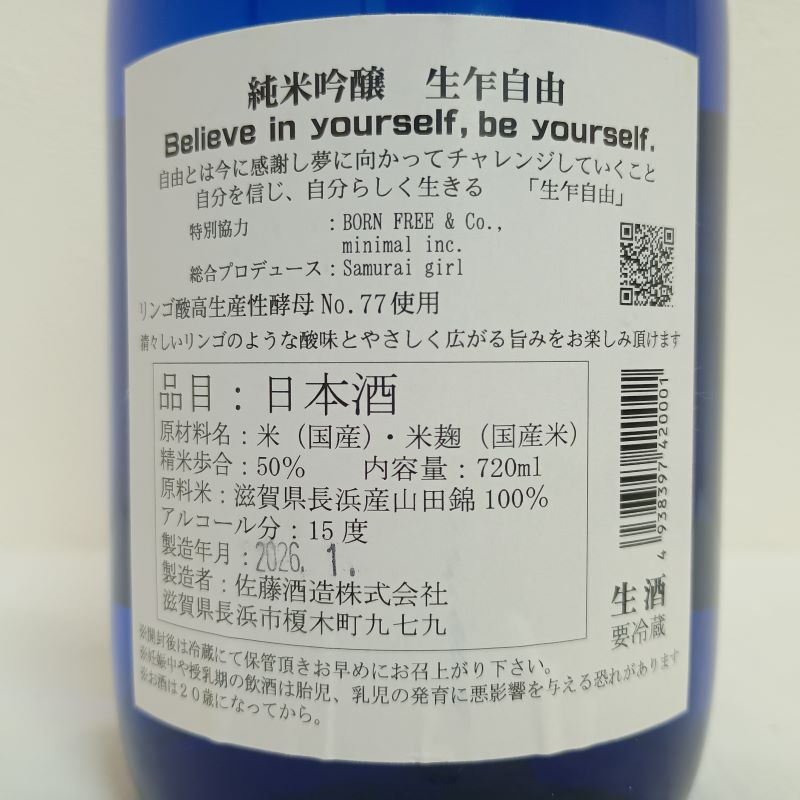 純米吟醸 生乍自由
Believe in yourself, be yourself.
自由とは今に感謝し夢に向かってチャレンジしていくこと
自分を信じ、自分らしく生きる 「生乍自由」
特別協力 : BORN FREE & Co.,
minimal inc.
総合プロデュース : Samurai girl
リンゴ酸高生産性酵母 No.77使用
清々しいリンゴのような酸味とやさしく広がる旨みをお楽しみ頂けます
品目 : 日本酒
原材料名 : 米 (国産)・米麹 (国産米)
精米歩合 : 50% 内容量 : 720ml
原料米 : 滋賀県長浜産山田錦 100%
アルコール分 : 15 度
製造年月 : 2026. 1.
製造者 : 佐藤酒造株式会社
滋賀県長浜市榎木町九七九
4 938397 420001
生酒
要冷蔵
※開封後は冷蔵にて保管頂きお早めにお召上がり下さい。
※妊娠中や授乳期の飲酒は胎児、乳児の発育に悪影響を与える恐れがあります
※お酒は20歳になってから。